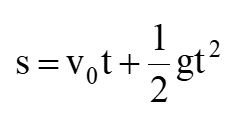 s = v₀t + 1/2 gt²